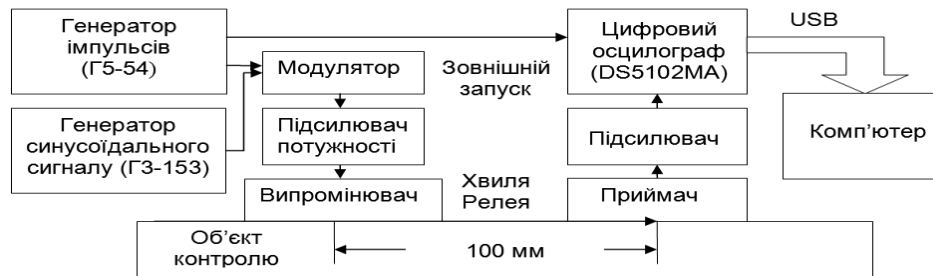 Генератор
імпульсів
(Г5-54)
Цифровий
осцилограф
(DS5102MA)
USB
Модулятор
Зовнішній
запуск
Генератор
синусоїдального
сигналу (Г3-153)
Підсилювач
потужності
Підсилювач
Комп’ютер
Випромінювач
Хвиля
Релея
Приймач
Об’єкт
контролю
100 мм